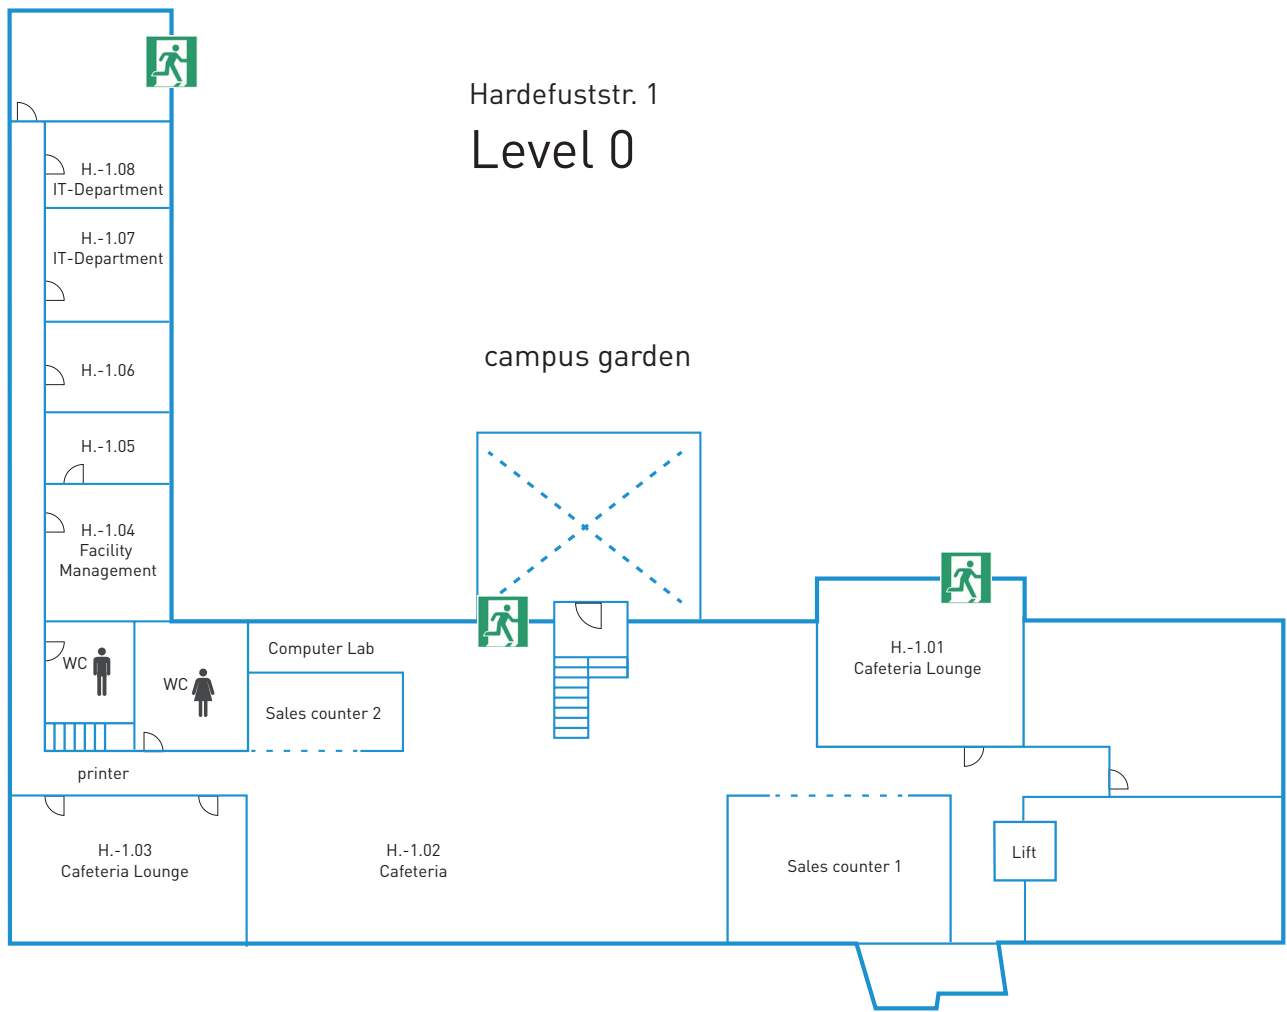 Hardefuststr. 1
Level 0
H.-1.08
IT-Department
H.-1.07
IT-Department
campus garden
H.-1.06
H.-1.05
H.-1.04
Facility
Management
Computer Lab
H.-1.01
Cafeteria Lounge
WC
WC
Sales counter 2
printer
H.-1.03
Cafeteria Lounge
H.-1.02
Cafeteria
Sales counter 1
Lift